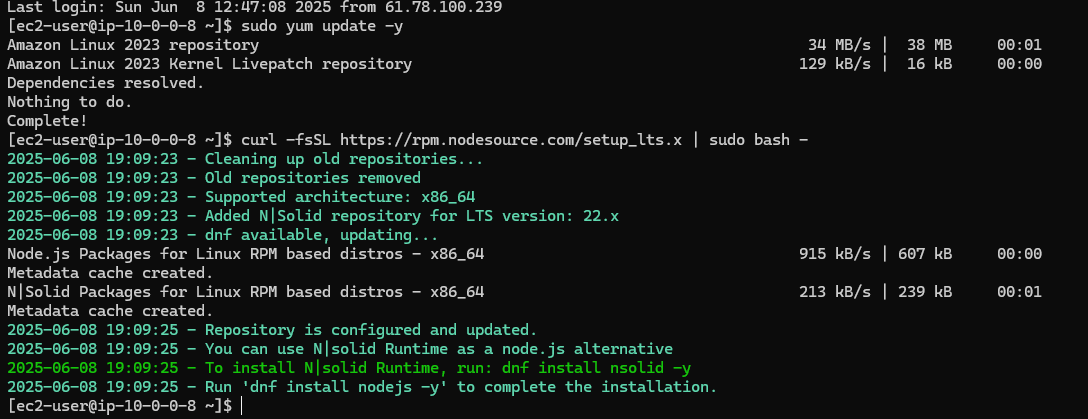 Last login: Sun Jun  8 12:47:08 2025 from 61.78.100.239
[ec2-user@ip-10-0-0-8 ~]$ sudo yum update -y
Amazon Linux 2023 repository 34 MB/s | 38 MB 00:01
Amazon Linux 2023 Kernel Livepatch repository 129 kB/s | 16 kB 00:00
Dependencies resolved.
Nothing to do.
Complete!
[ec2-user@ip-10-0-0-8 ~]$ curl -fsSL https://rpm.nodesource.com/setup_lts.x | sudo bash -
2025-06-08 19:09:23 - Cleaning up old repositories...
2025-06-08 19:09:23 - Old repositories removed
2025-06-08 19:09:23 - Supported architecture: x86_64
2025-06-08 19:09:23 - Added N|Solid repository for LTS version: 22.x
2025-06-08 19:09:23 - dnf available, updating...
Node.js Packages for Linux RPM based distros - x86_64 915 kB/s | 607 kB 00:00
Metadata cache created.
N|Solid Packages for Linux RPM based distros - x86_64 213 kB/s | 239 kB 00:01
Metadata cache created.
2025-06-08 19:09:25 - Repository is configured and updated.
2025-06-08 19:09:25 - You can use N|solid Runtime as a node.js alternative
2025-06-08 19:09:25 - To install N|solid Runtime, run: dnf install nsolid -y
2025-06-08 19:09:25 - Run 'dnf install nodejs -y' to complete the installation.
[ec2-user@ip-10-0-0-8 ~]$